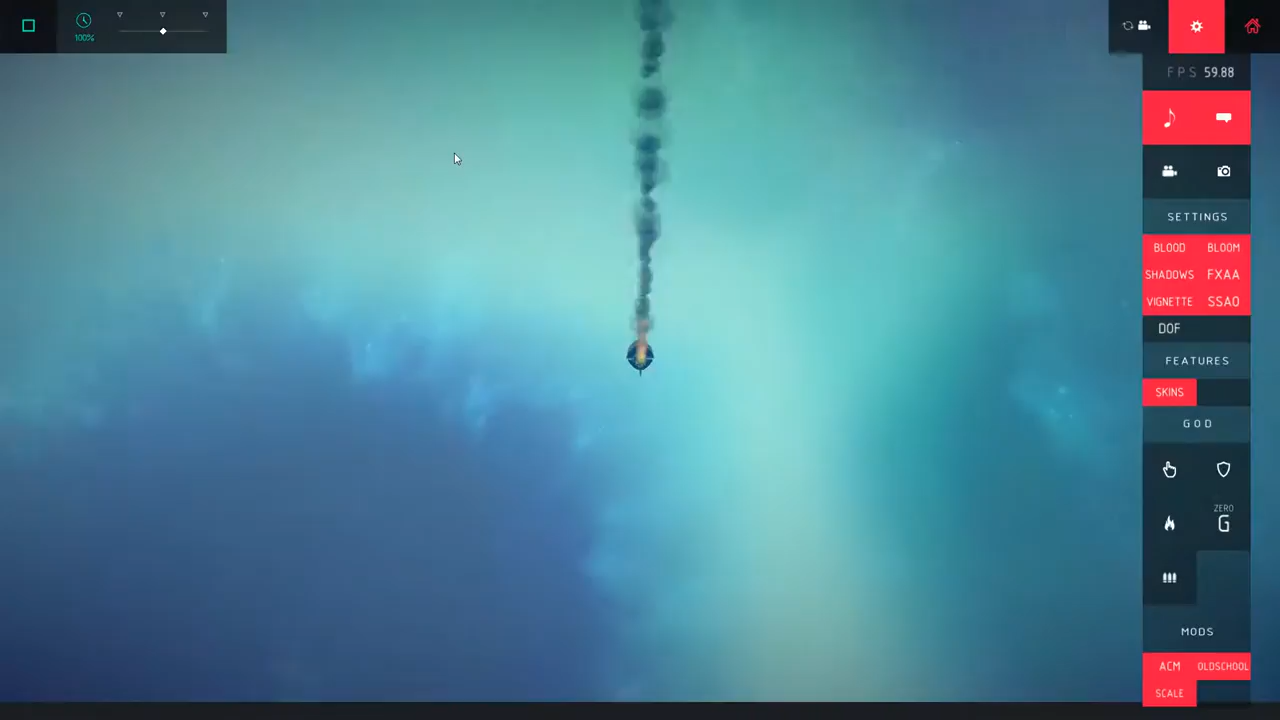 100%
FPS 59.88
SETTINGS
BLOOD BLOOM
SHADOWS FXAA
VIGNETTE SSAO
DOF
FEATURES
SKINS
GOD
ZERO
G
MODS
ACM OLDSCHOOL
SCALE